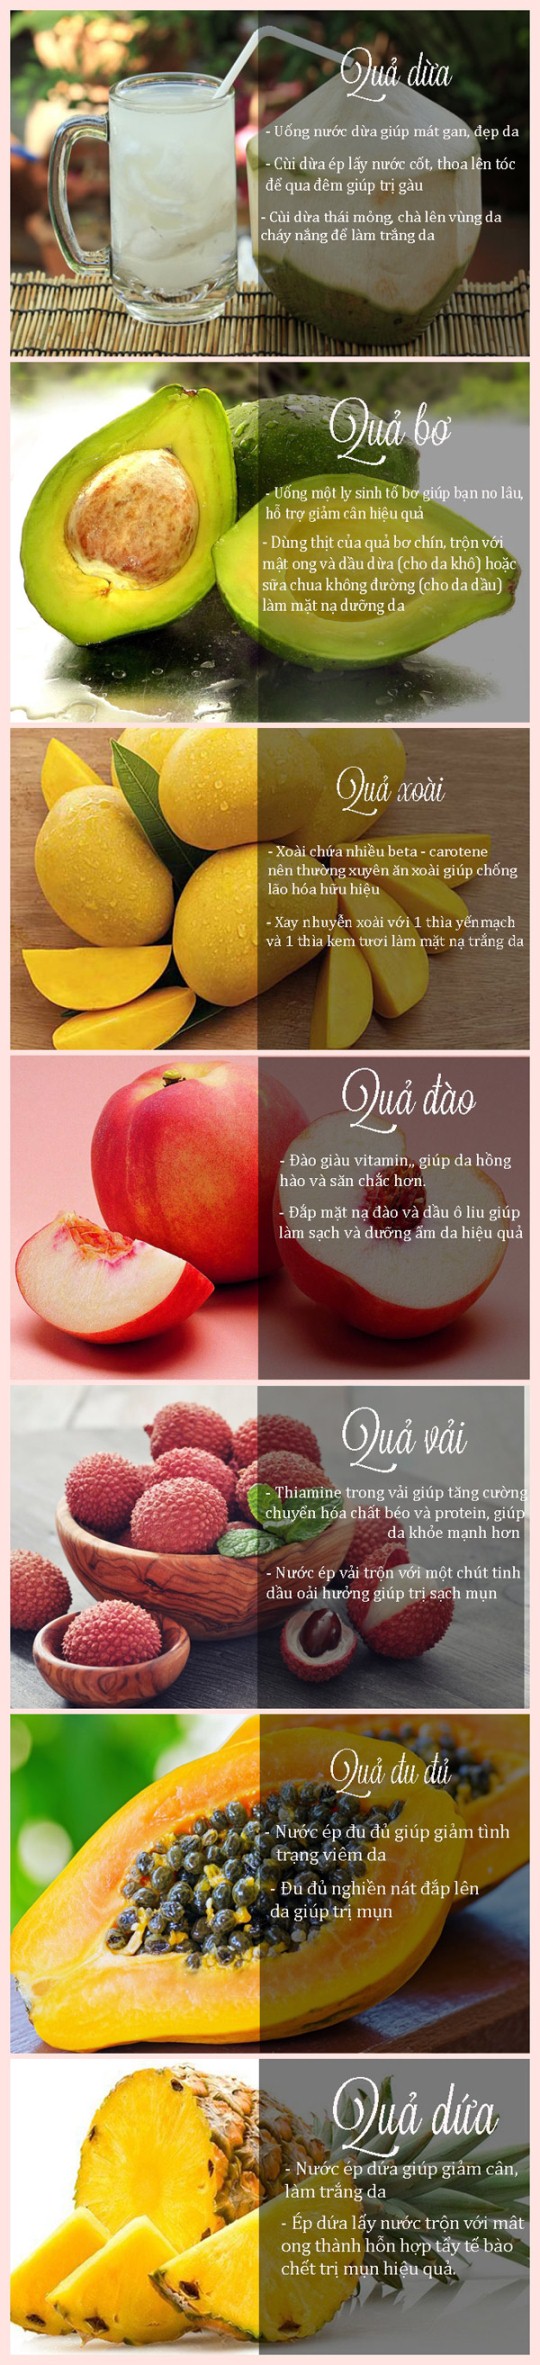 Quả dừa
- Uống nước dừa giúp mát gan, đẹp da
- Cùi dừa ép lấy nước cốt, thoa lên tóc
để qua đêm giúp trị gàu
- Cùi dừa thái mỏng, chà lên vùng da
cháy nắng để làm trắng da
Quả bơ
- Uống một ly sinh tố bơ giúp bạn no lâu,
hỗ trợ giảm cân hiệu quả
- Dùng thịt của quả bơ chín, trộn với
mật ong và dầu dừa (cho da khô) hoặc
sữa chua không đường (cho da dầu)
làm mặt nạ dưỡng da
Quả xoài
- Xoài chứa nhiều beta - carotene
nên thường xuyên ăn xoài giúp chống
lão hóa hữu hiệu
- Xay nhuyễn xoài với 1 thìa yếnmạch
và 1 thìa kem tươi làm mặt nạ trắng da
Quả đào
- Đào giàu vitamin,, giúp da hồng
hào và săn chắc hơn.
- Đắp mặt nạ đào và dầu ô liu giúp
làm sạch và dưỡng ẩm da hiệu quả
Quả vải
- Thiamine trong vải giúp tăng cường
chuyển hóa chất béo và protein, giúp
da khỏe mạnh hơn
- Nước ép vải trộn với một chút tinh
dầu oải hưởng giúp trị sạch mụn
Quả đu đủ
- Nước ép đu đủ giúp giảm tình
trạng viêm da
- Đu đủ nghiền nát đắp lên
da giúp trị mụn
Quả dứa
- Nước ép dứa giúp giảm cân,
làm trắng da
- Ép dứa lấy nước trộn với mật
ong thành hỗn hợp tẩy tế bào
chết trị mụn hiệu quả.